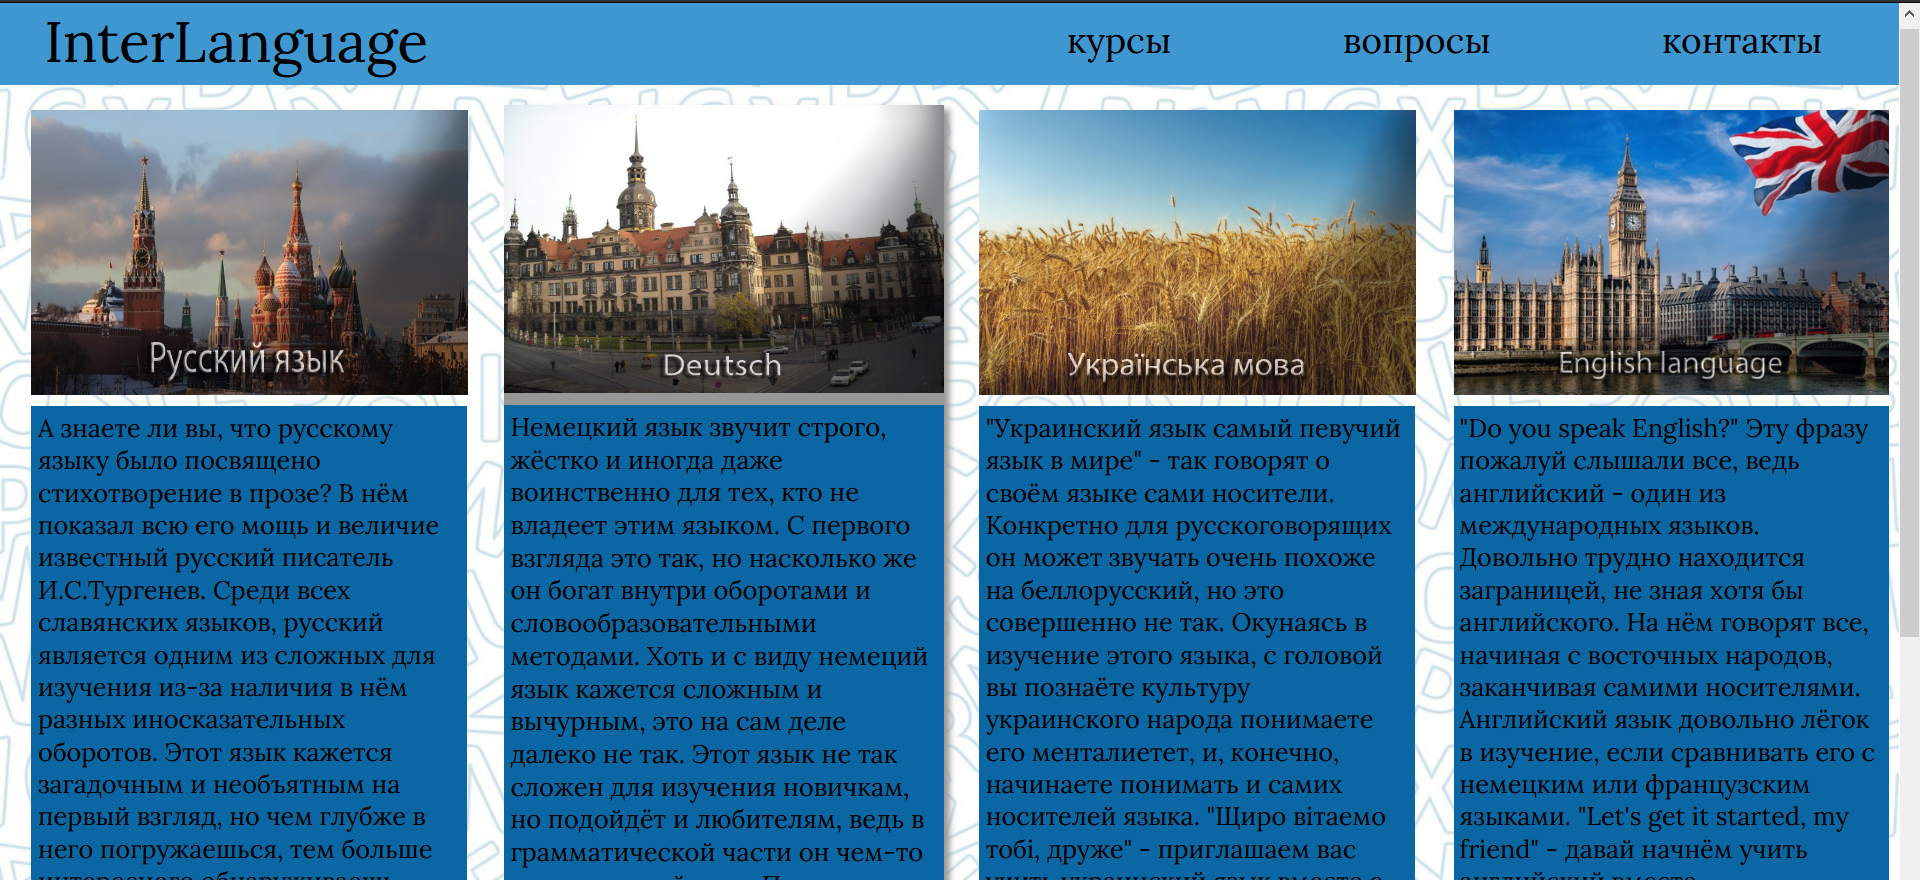 InterLanguage
курсы вопросы контакты
Русский язык
А знаете ли вы, что русскому
языку было посвящено
стихотворение в прозе? В нём
показал всю его мощь и величие
известный русский писатель
И.С.Тургенев. Среди всех
славянских языков, русский
является одним из сложных для
изучения из-за наличия в нём
разных иносказательных
оборотов. Этот язык кажется
загадочным и необъятным на
первый взгляд, но чем глубже в
него погружаешься, тем больше
Deutsch
Немецкий язык звучит строго,
жёстко и иногда даже
воинственно для тех, кто не
владеет этим языком. С первого
взгляда это так, но насколько же
он богат внутри оборотами и
словообразовательными
методами. Хоть и с виду немеций
язык кажется сложным и
вычурным, это на сам деле
далеко не так. Этот язык не так
сложен для изучения новичкам,
но подойдёт и любителям, ведь в
грамматической части он чем-то
Українська мова
"Украинский язык самый певучий
язык в мире" - так говорят о
своём языке сами носители.
Конкретно для русскоговорящих
он может звучать очень похоже
на беллорусский, но это
совершенно не так. Окунаясь в
изучение этого языка, с головой
вы познаёте культуру
украинского народа понимаете
его менталиетет, и, конечно,
начинаете понимать и самих
носителей языка. "Щиро вітаемо
тобі, друже" - приглашаем вас
English language
"Do you speak English?" Эту фразу
пожалуй слышали все, ведь
английский - один из
международных языков.
Довольно трудно находится
заграницей, не зная хотя бы
английского. На нём говорят все,
начиная с восточных народов,
заканчивая самими носителями.
Английский язык довольно лёгок
в изучение, если сравнивать его с
немецким или французским
языками. "Let's get it started, my
friend" - давай начнём учить